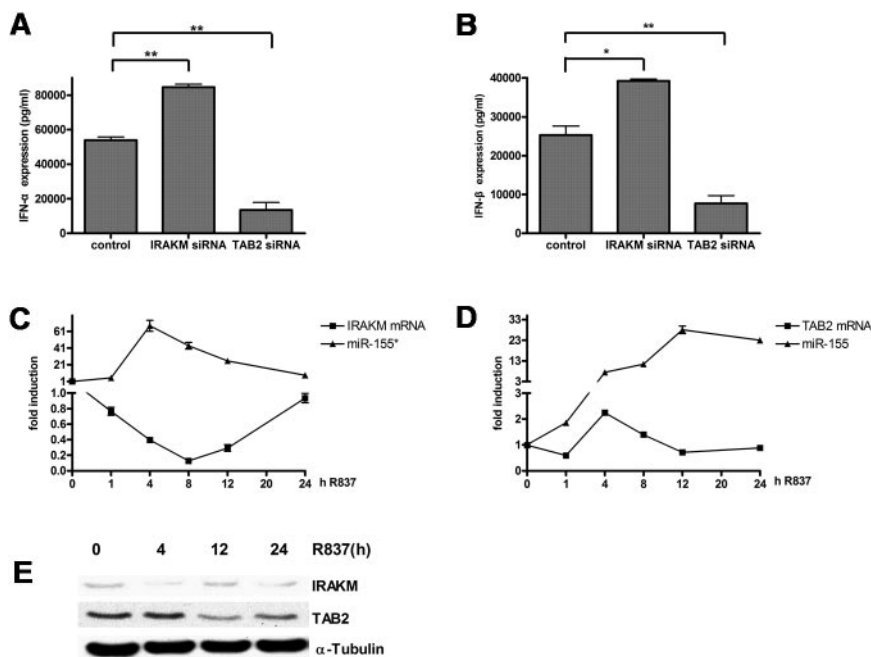 A
**
**
IFN-α expression (pg/ml)
80000
60000
40000
20000
0
control
IRAKM siRNA
TAB2 siRNA
B
**
*
IFN-β expression (pg/ml)
40000
30000
20000
10000
0
control
IRAKM siRNA
TAB2 siRNA
C
fold induction
61
41
21
1
1.0
0.8
0.6
0.4
0.2
0.0
0 1 4 8 12 20 24 h R837
IRAKM mRNA
miR-155*
D
fold induction
33
23
13
3
3
2
1
0
0 1 4 8 12 20 24 h R837
TAB2 mRNA
miR-155
E
0 4 12 24 R837(h)
IRAKM
TAB2
α-Tubulin